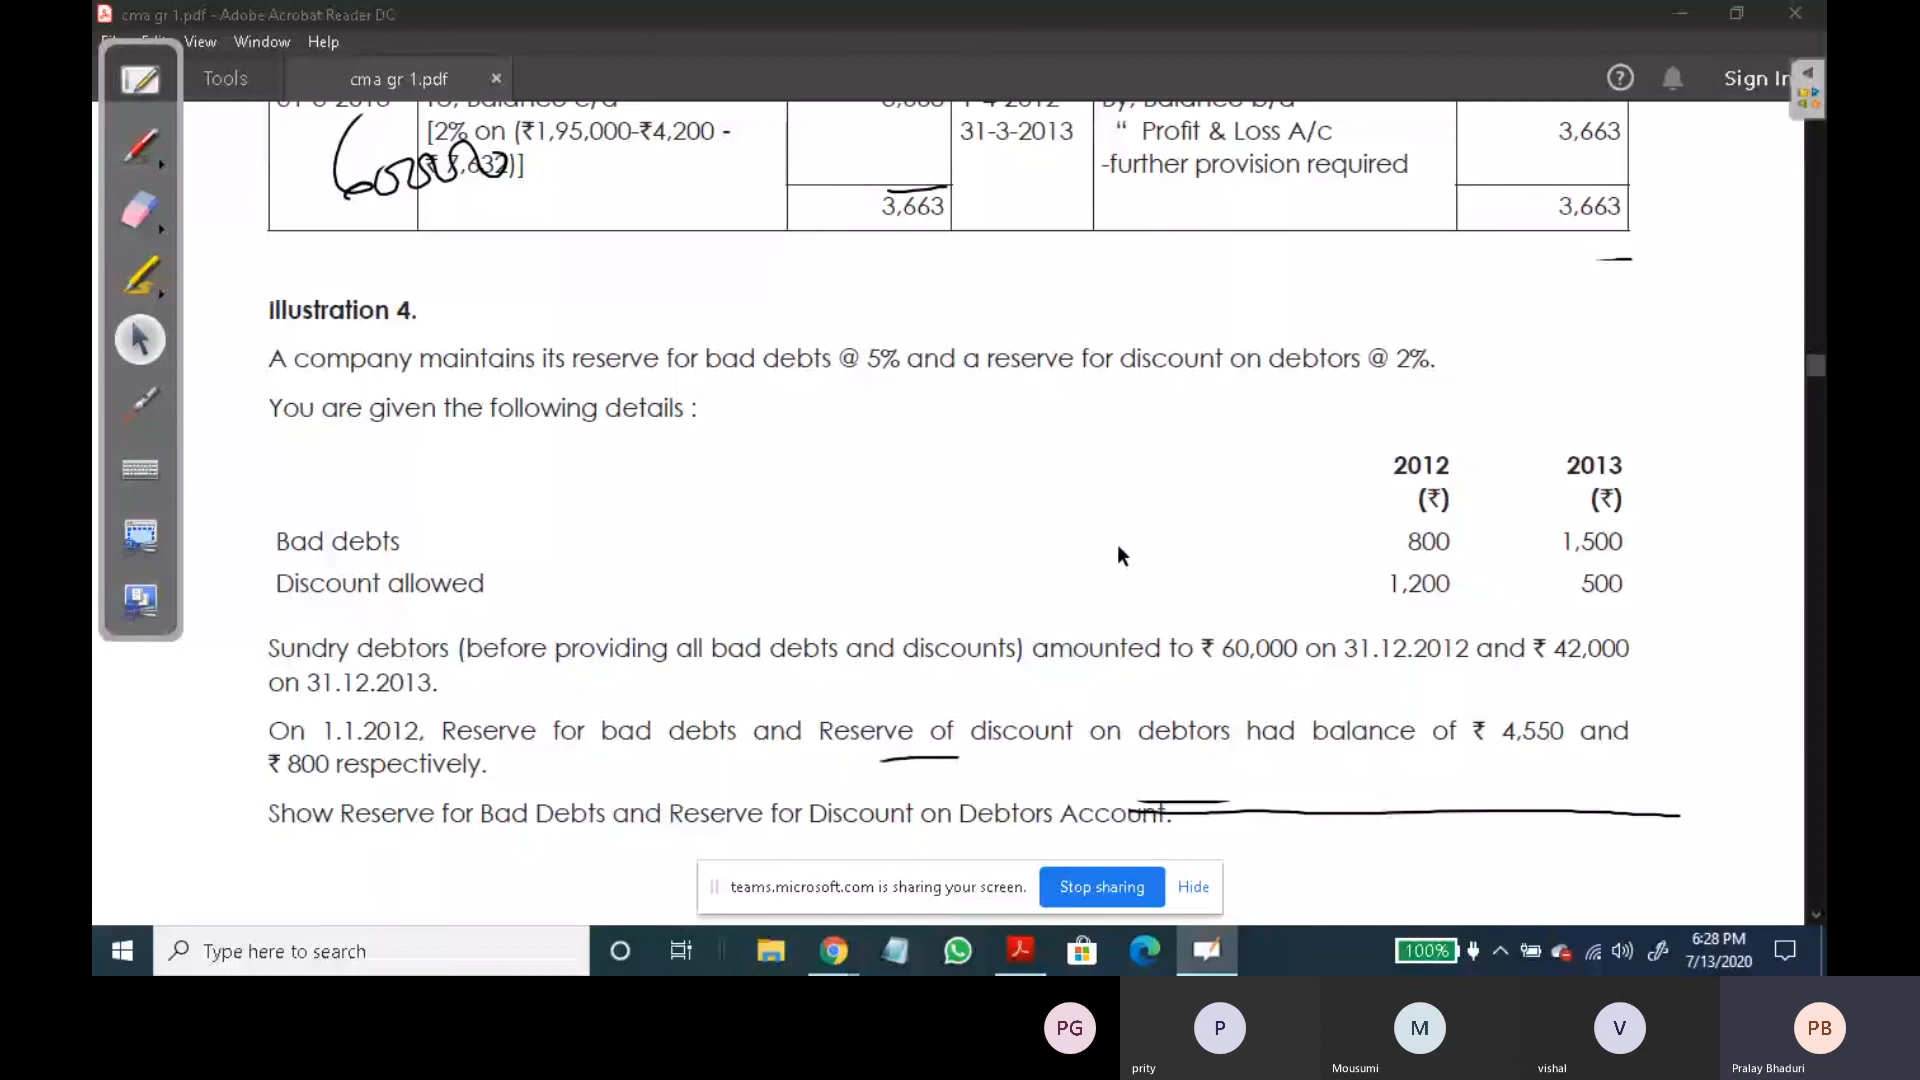 cma gr 1.pdf - Adobe Acrobat Reader DC
View Window Help
Tools
cma gr 1.pdf
Sign In
[2% on (₹1,95,000-₹4,200 -
31-3-2013
“ Profit & Loss A/c
3,663
₹ 7,632)]
-further provision required
60000
3,663
3,663
Illustration 4.
A company maintains its reserve for bad debts @ 5% and a reserve for discount on debtors @ 2%.
You are given the following details :
2012 2013
(₹) (₹)
Bad debts 800 1,500
Discount allowed 1,200 500
Sundry debtors (before providing all bad debts and discounts) amounted to ₹ 60,000 on 31.12.2012 and ₹ 42,000
on 31.12.2013.
On 1.1.2012, Reserve for bad debts and Reserve of discount on debtors had balance of ₹ 4,550 and
₹ 800 respectively.
Show Reserve for Bad Debts and Reserve for Discount on Debtors Account.
teams.microsoft.com is sharing your screen. Stop sharing Hide
Type here to search
100%
6:28 PM
7/13/2020
PG P M V PB
prity Mousumi vishal Pralay Bhaduri